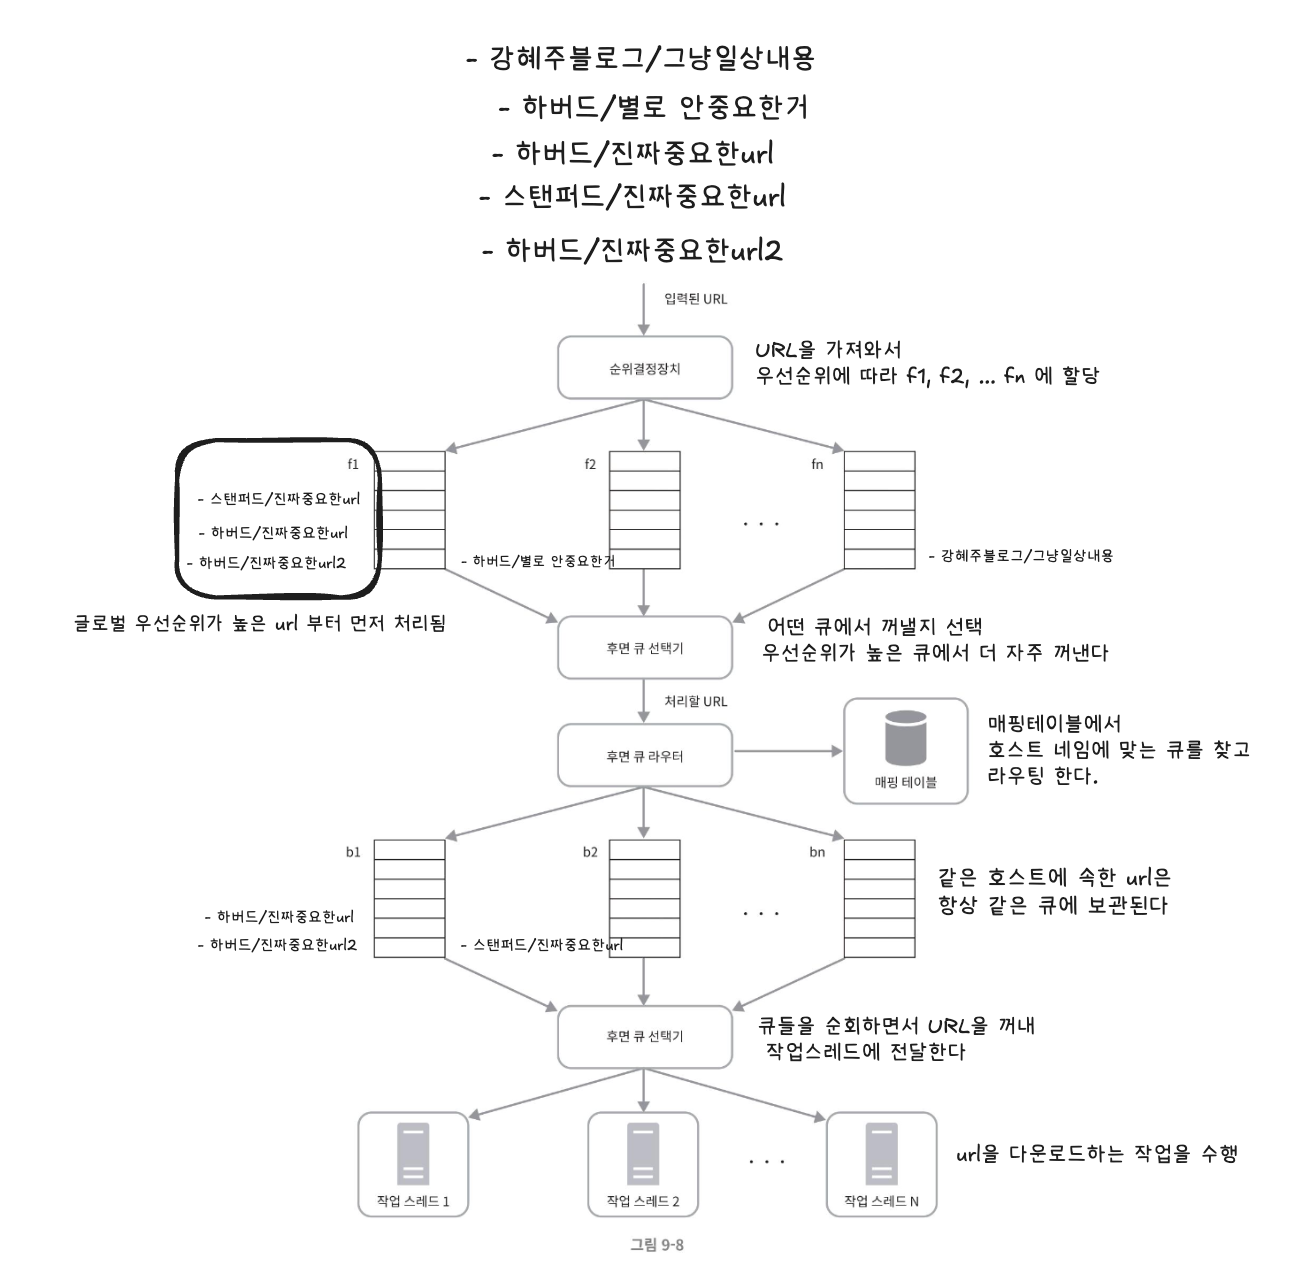 - 강혜주블로그/그냥일상내용
- 하버드/별로 안중요한거
- 하버드/진짜중요한url
- 스탠퍼드/진짜중요한url
- 하버드/진짜중요한url2
입력된 URL
순위결정장치
URL을 가져와서
우선순위에 따라 f1, f2, ... fn 에 할당
f1
f2
fn
. . .
- 스탠퍼드/진짜중요한url
- 하버드/진짜중요한url
- 하버드/진짜중요한url2
- 하버드/별로 안중요한거
- 강혜주블로그/그냥일상내용
글로벌 우선순위가 높은 url 부터 먼저 처리됨
후면 큐 선택기
어떤 큐에서 꺼낼지 선택
우선순위가 높은 큐에서 더 자주 꺼낸다
처리할 URL
후면 큐 라우터
매핑 테이블
매핑테이블에서
호스트 네임에 맞는 큐를 찾고
라우팅 한다.
b1
b2
bn
. . .
- 하버드/진짜중요한url
- 하버드/진짜중요한url2
- 스탠퍼드/진짜중요한url
같은 호스트에 속한 url은
항상 같은 큐에 보관된다
후면 큐 선택기
큐들을 순회하면서 URL을 꺼내
작업스레드에 전달한다
작업 스레드 1
작업 스레드 2
. . .
작업 스레드 N
url을 다운로드하는 작업을 수행
그림 9-8